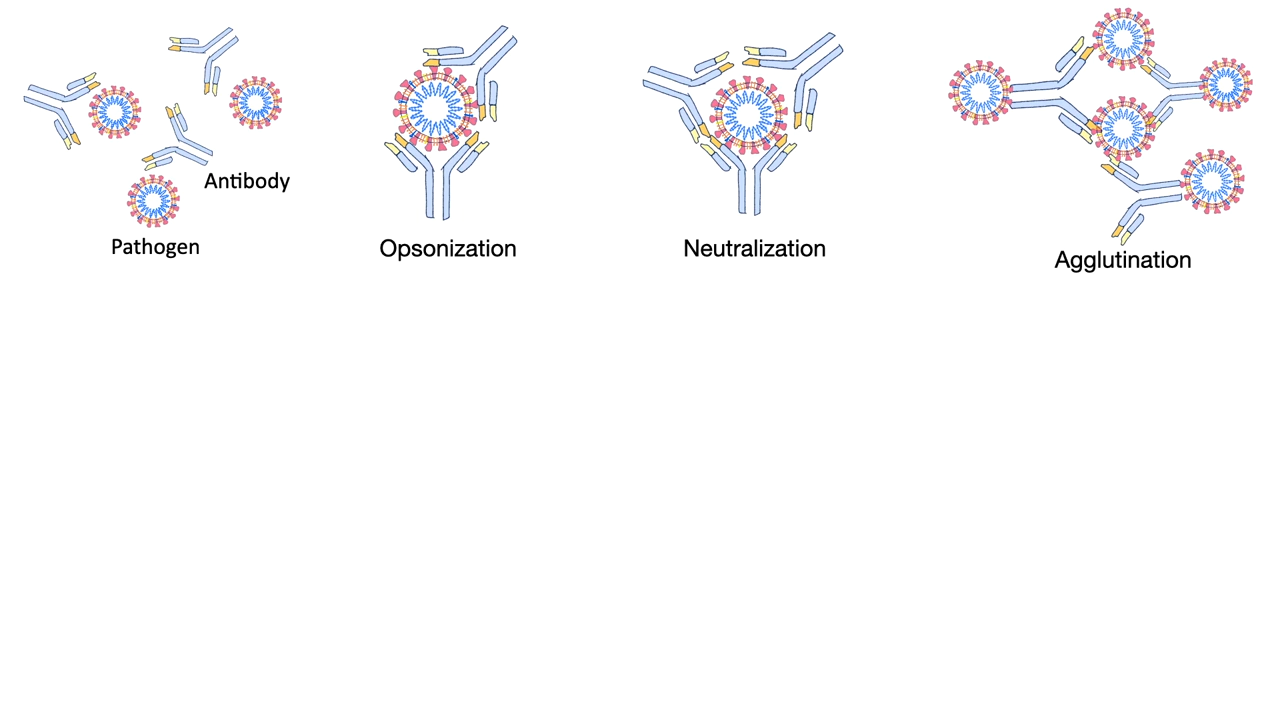 Antibody
Pathogen
Opsonization
Neutralization
Agglutination